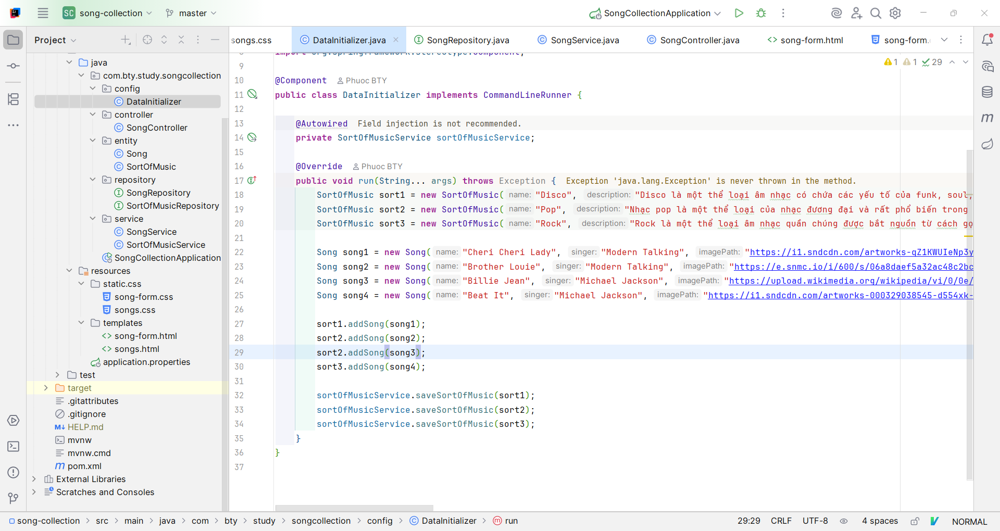 SC song-collection master SongCollectionApplication
Project
songs.css DataInitializer.java SongRepository.java SongService.java SongController.java song-form.html song-form.
java
com.bty.study.songcollection
config
DataInitializer
controller
SongController
entity
Song
SortOfMusic
repository
SongRepository
SortOfMusicRepository
service
SongService
SortOfMusicService
SongCollectionApplication
resources
static.css
song-form.css
songs.css
templates
song-form.html
songs.html
application.properties
test
target
.gitattributes
.gitignore
HELP.md
mvnw
mvnw.cmd
pom.xml
External Libraries
Scratches and Consoles
1 1 29
8 import org.springframework.stereotype.Component;
9
10 @Component Phuoc BTY
11 public class DataInitializer implements CommandLineRunner {
12
13 @Autowired Field injection is not recommended.
14 private SortOfMusicService sortOfMusicService;
15
16 @Override Phuoc BTY
17 public void run(String... args) throws Exception { Exception 'java.lang.Exception' is never thrown in the method.
18 SortOfMusic sort1 = new SortOfMusic( name: "Disco", description: "Disco là một thể loại âm nhạc có chứa các yếu tố của funk, soul,
19 SortOfMusic sort2 = new SortOfMusic( name: "Pop", description: "Nhạc pop là một thể loại của nhạc đương đại và rất phổ biến trong
20 SortOfMusic sort3 = new SortOfMusic( name: "Rock", description: "Rock là một thể loại âm nhạc quần chúng được bắt nguồn từ cách gọ
21
22 Song song1 = new Song( name: "Cheri Cheri Lady", singer: "Modern Talking", imagePath: "https://i1.sndcdn.com/artworks-qZ1KWUIeNp3y
23 Song song2 = new Song( name: "Brother Louie", singer: "Modern Talking", imagePath: "https://e.snmc.io/i/600/s/06a8daef5a32ac48c2bc
24 Song song3 = new Song( name: "Billie Jean", singer: "Michael Jackson", imagePath: "https://upload.wikimedia.org/wikipedia/vi/0/0e/
25 Song song4 = new Song( name: "Beat It", singer: "Michael Jackson", imagePath: "https://i1.sndcdn.com/artworks-000329038545-d554xk-
26
27 sort1.addSong(song1);
28 sort2.addSong(song2);
29 sort2.addSong(song3);
30 sort3.addSong(song4);
31
32 sortOfMusicService.saveSortOfMusic(sort1);
33 sortOfMusicService.saveSortOfMusic(sort2);
34 sortOfMusicService.saveSortOfMusic(sort3);
35 }
36 }
37
song-collection > src > main > java > com > bty > study > songcollection > config > DataInitializer > run 29:29 CRLF UTF-8 4 spaces NORMAL